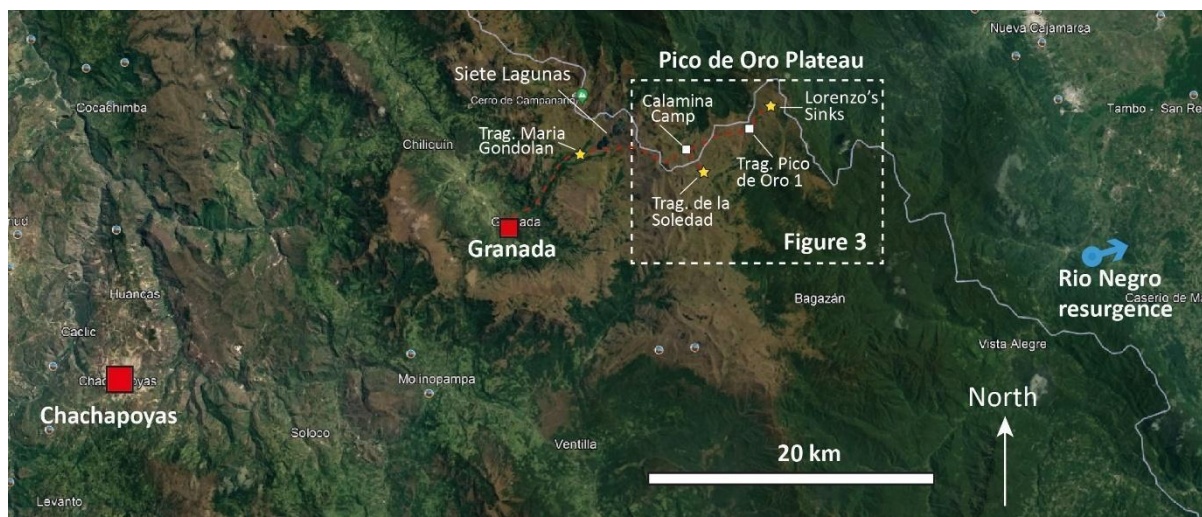 Nueva Cajamarca
Pico de Oro Plateau
Siete Lagunas
Cerro de Campanario
Calamina
Camp
Lorenzo's
Sinks
Cocachimba
Tambo - San Re
Trag. Maria
Gondolan
Chiliquin
Trag. Pico
de Oro 1
Trag. de la
Soledad
Granada
Figure 3
Rio Negro
resurgence
Huancas
Bagazán
Caserio de Ma
Caclic
Vista Alegre
Chachapoyas
Molinopampa
North
Chachapoyas
Soloco
Ventilla
20 km
Levanto